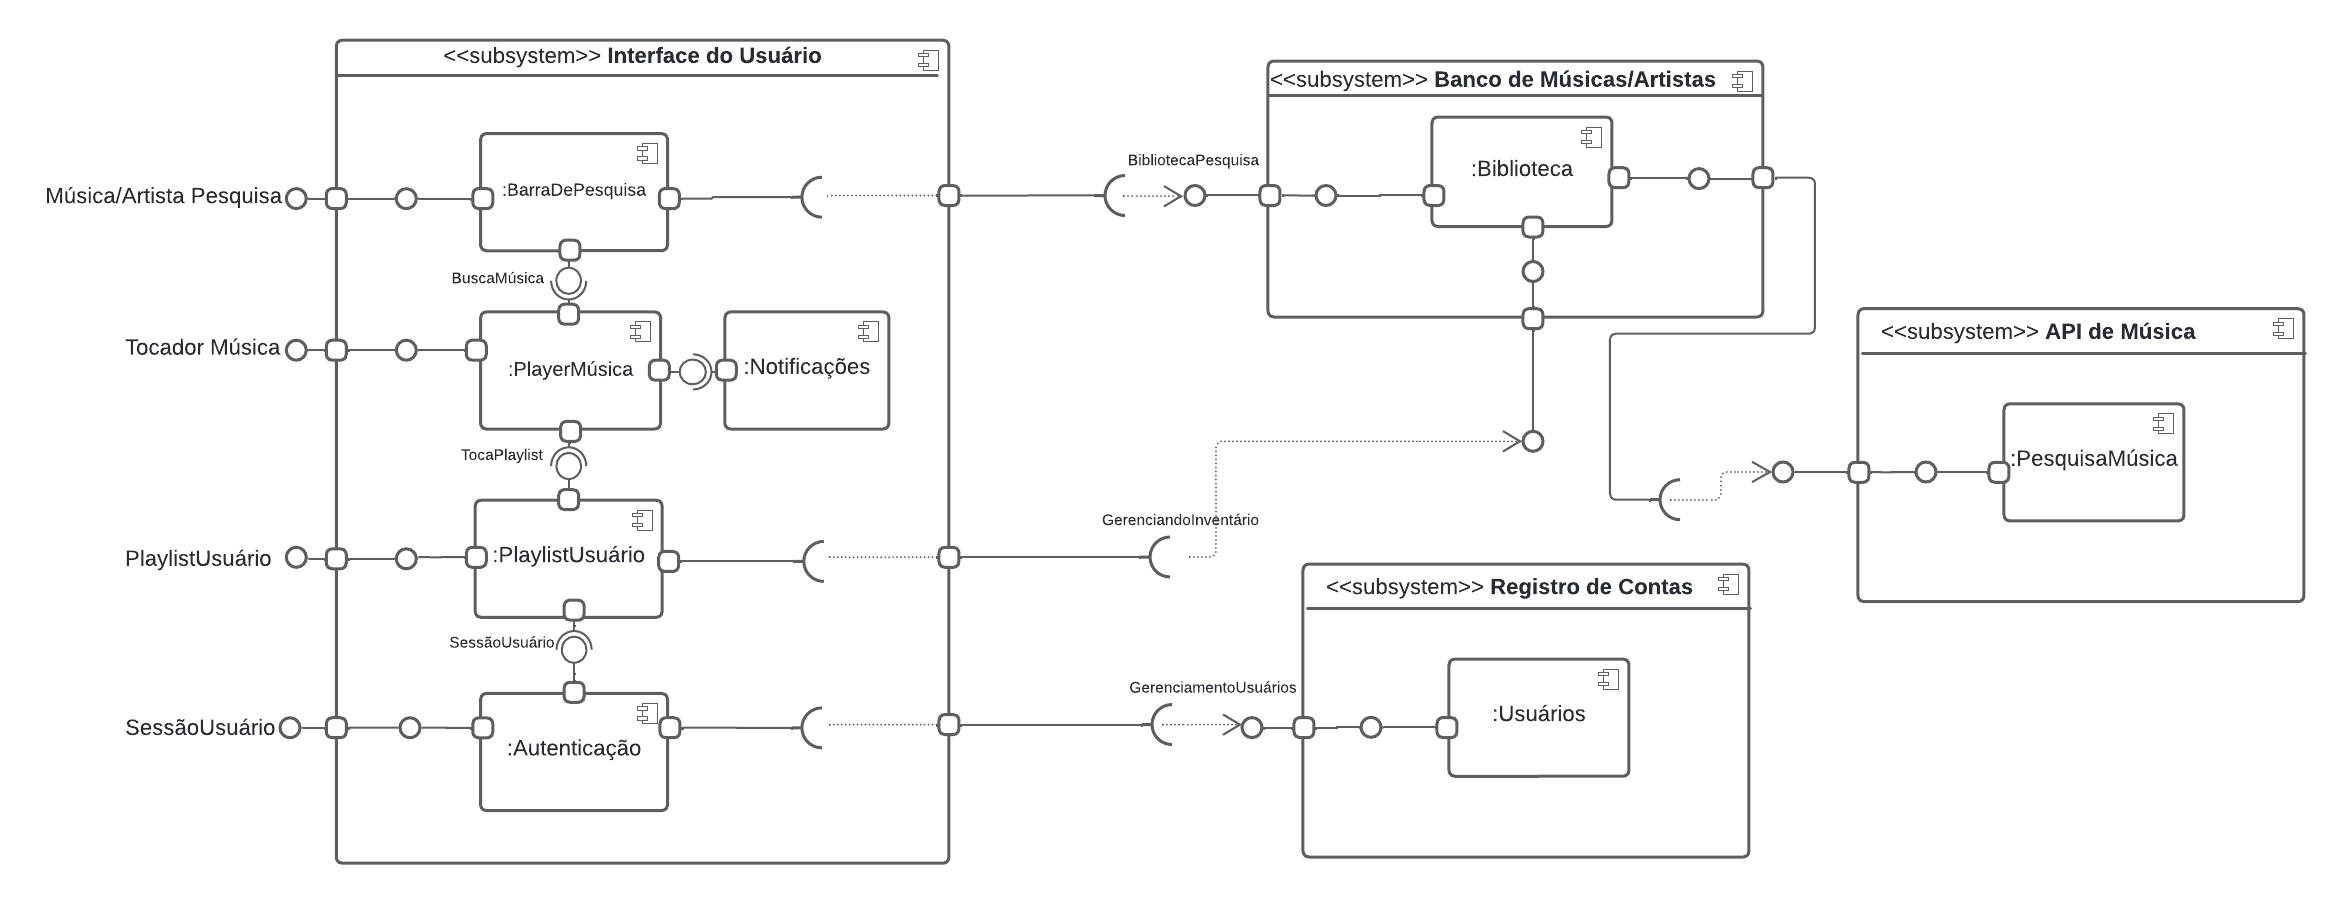 <<subsystem>> Interface do Usuário
Música/Artista Pesquisa
:BarraDePesquisa
BuscaMúsica
Tocador Música
:PlayerMúsica
:Notificações
TocaPlaylist
PlaylistUsuário
:PlaylistUsuário
SessãoUsuário
SessãoUsuário
:Autenticação
BibliotecaPesquisa
GerenciandoInventário
GerenciamentoUsuários
<<subsystem>> Banco de Músicas/Artistas
:Biblioteca
<<subsystem>> Registro de Contas
:Usuários
<<subsystem>> API de Música
:PesquisaMúsica